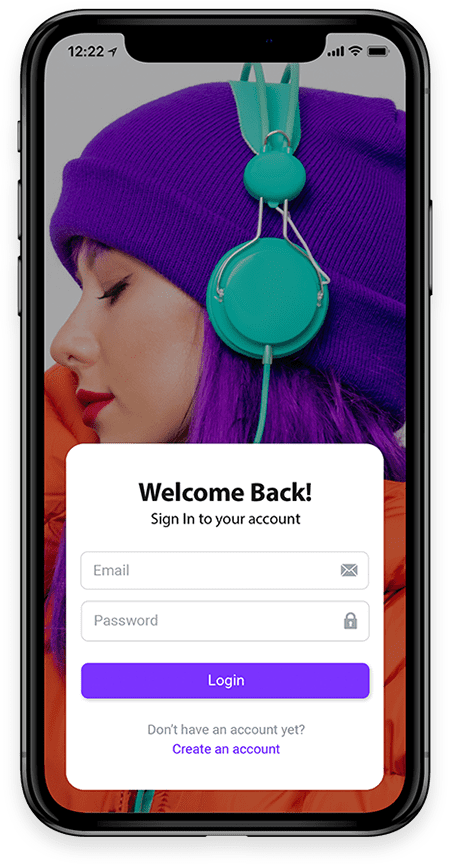 12:22
Welcome Back!
Sign In to your account
Email
Password
Login
Don't have an account yet?
Create an account